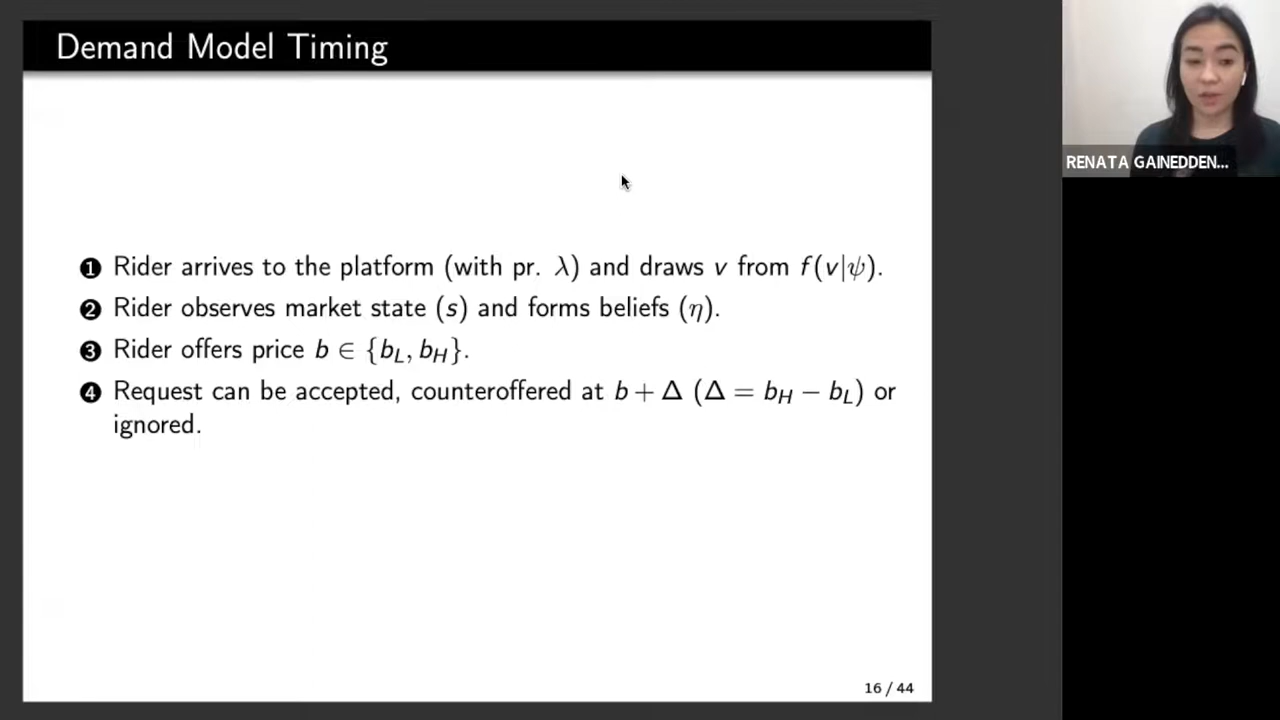 Demand Model Timing
1 Rider arrives to the platform (with pr. λ) and draws v from f(v|ψ).
2 Rider observes market state (s) and forms beliefs (η).
3 Rider offers price b ∈ {b_L, b_H}.
4 Request can be accepted, counteroffered at b + Δ (Δ = b_H − b_L) or
ignored.
16 / 44
RENATA GAINEDDEN...